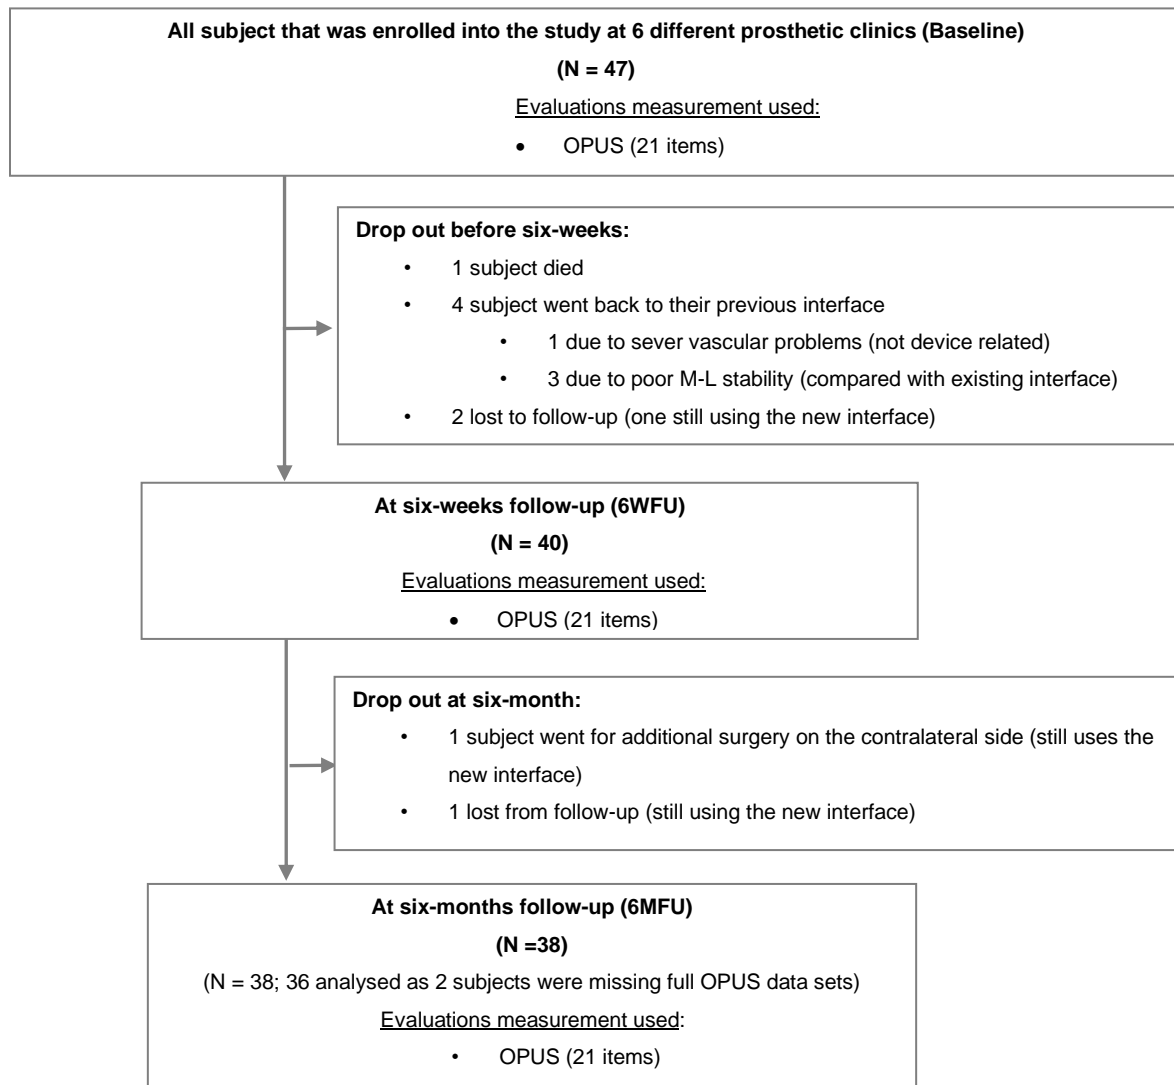 All subject that was enrolled into the study at 6 different prosthetic clinics (Baseline)
(N = 47)
Evaluations measurement used:
• OPUS (21 items)
Drop out before six-weeks:
• 1 subject died
• 4 subject went back to their previous interface
• 1 due to sever vascular problems (not device related)
• 3 due to poor M-L stability (compared with existing interface)
• 2 lost to follow-up (one still using the new interface)
At six-weeks follow-up (6WFU)
(N = 40)
Evaluations measurement used:
• OPUS (21 items)
Drop out at six-month:
• 1 subject went for additional surgery on the contralateral side (still uses the
new interface)
• 1 lost from follow-up (still using the new interface)
At six-months follow-up (6MFU)
(N =38)
(N = 38; 36 analysed as 2 subjects were missing full OPUS data sets)
Evaluations measurement used:
• OPUS (21 items)